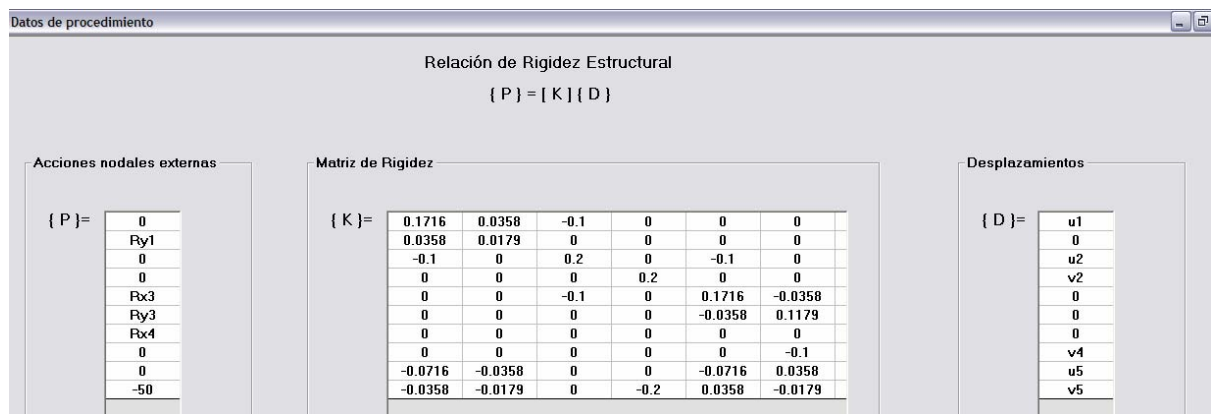 Datos de procedimiento
Relación de Rigidez Estructural
{ P } = [ K ] { D }
Acciones nodales externas
Matriz de Rigidez
Desplazamientos
{ P }=
{ K }=
{ D }=
0 0.1716 0.0358 -0.1 0 0 0 u1
Ry1 0.0358 0.0179 0 0 0 0 0
0 -0.1 0 0.2 0 -0.1 0 u2
0 0 0 0 0.2 0 0 v2
Rx3 0 0 -0.1 0 0.1716 -0.0358 0
Ry3 0 0 0 0 -0.0358 0.1179 0
Rx4 0 0 0 0 0 0 0
0 0 0 0 0 0 -0.1 v4
0 -0.0716 -0.0358 0 0 -0.0716 0.0358 u5
-50 -0.0358 -0.0179 0 -0.2 0.0358 -0.0179 v5